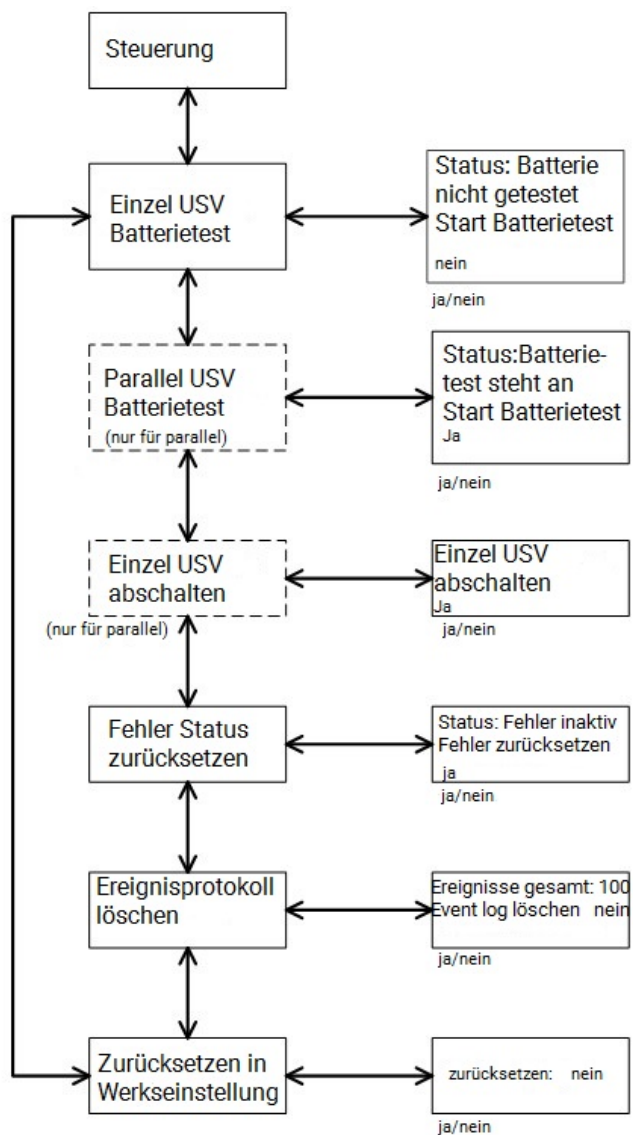 Steuerung
Einzel USV
Batterietest
Status: Batterie
nicht getestet
Start Batterietest
nein
ja/nein
Parallel USV
Batterietest
(nur für parallel)
Status:Batterie-
test steht an
Start Batterietest
Ja
ja/nein
Einzel USV
abschalten
(nur für parallel)
Einzel USV
abschalten
Ja
ja/nein
Fehler Status
zurücksetzen
Status: Fehler inaktiv
Fehler zurücksetzen
ja
ja/nein
Ereignisprotokoll
löschen
Ereignisse gesamt: 100
Event log löschen nein
ja/nein
Zurücksetzen in
Werkseinstellung
zurücksetzen: nein
ja/nein